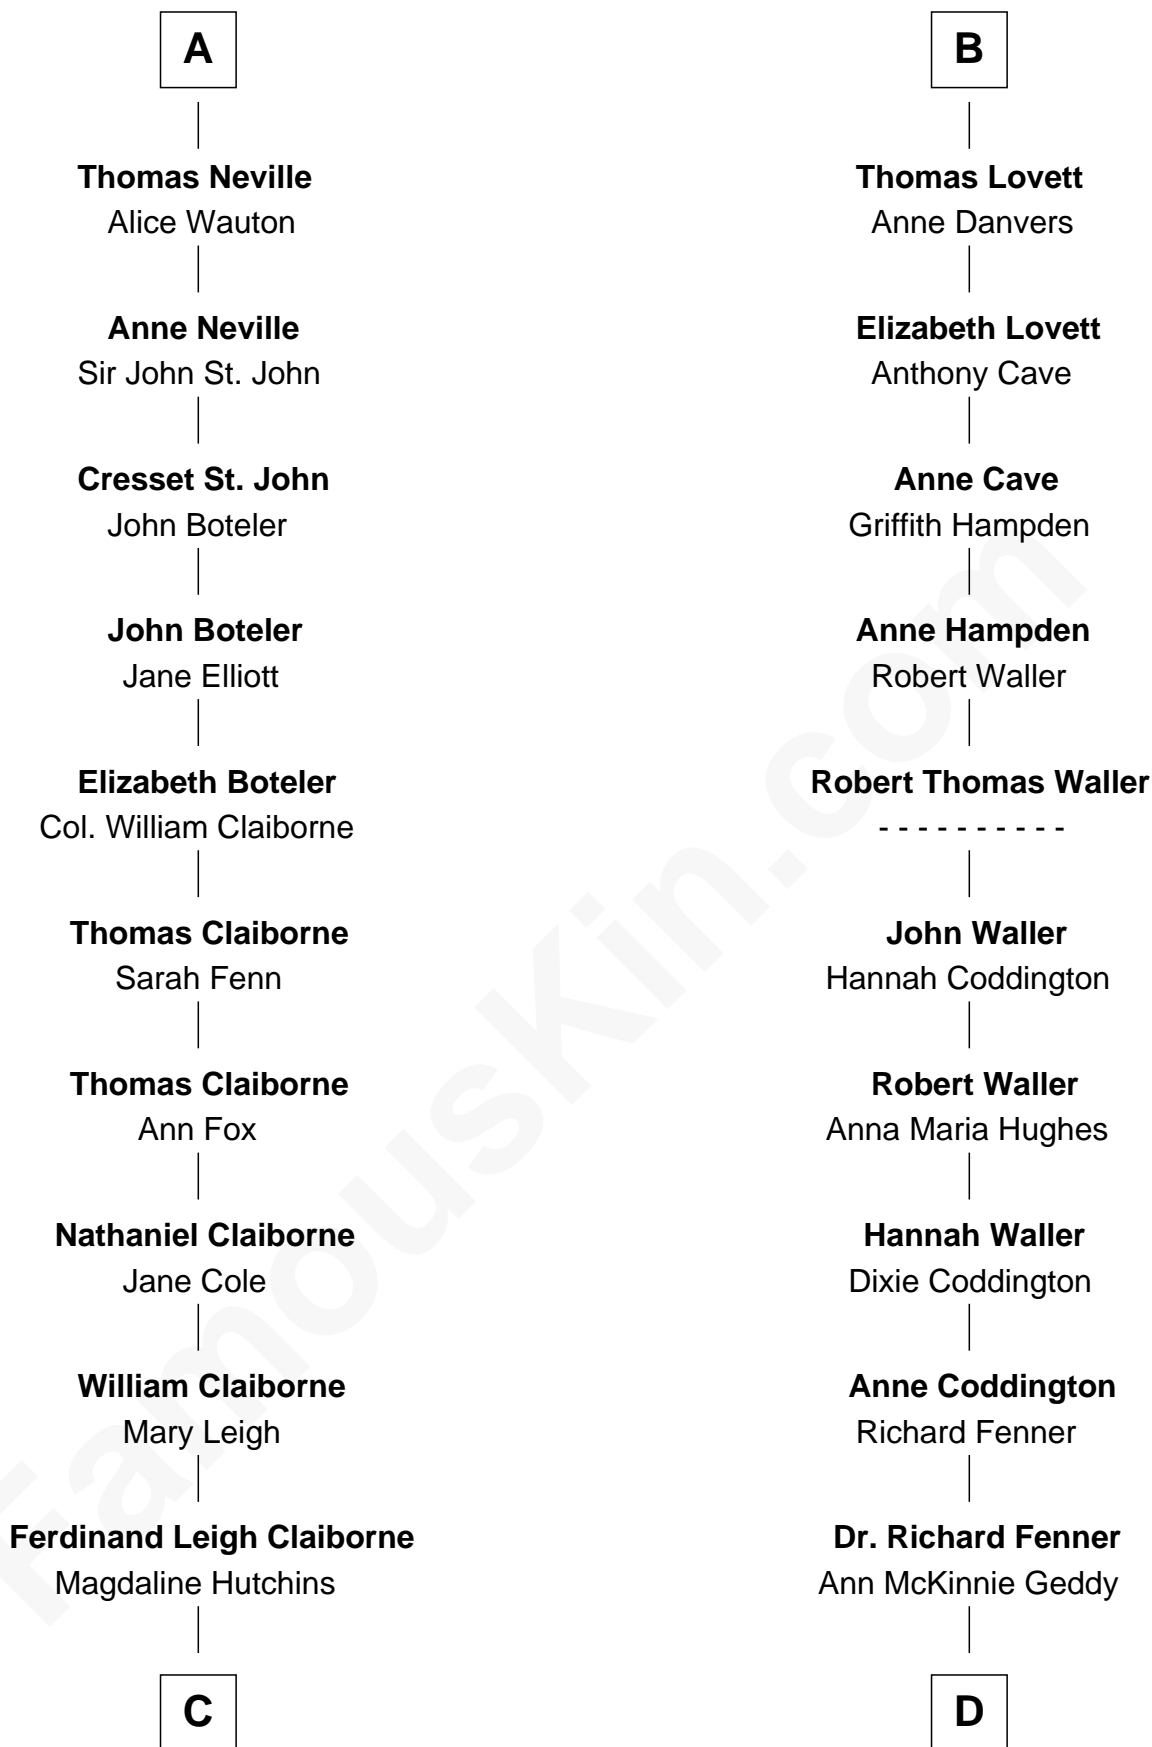 A
Thomas Neville
Alice Wauton
Anne Neville
Sir John St. John
Cresset St. John
John Boteler
John Boteler
Jane Elliott
Elizabeth Boteler
Col. William Claiborne
Thomas Claiborne
Sarah Fenn
Thomas Claiborne
Ann Fox
Nathaniel Claiborne
Jane Cole
William Claiborne
Mary Leigh
Ferdinand Leigh Claiborne
Magdaline Hutchins
C
B
Thomas Lovett
Anne Danvers
Elizabeth Lovett
Anthony Cave
Anne Cave
Griffith Hampden
Anne Hampden
Robert Waller
Robert Thomas Waller
- - - - - - - - - -
John Waller
Hannah Coddington
Robert Waller
Anna Maria Hughes
Hannah Waller
Dixie Coddington
Anne Coddington
Richard Fenner
Dr. Richard Fenner
Ann McKinnie Geddy
D
FamousKin.com